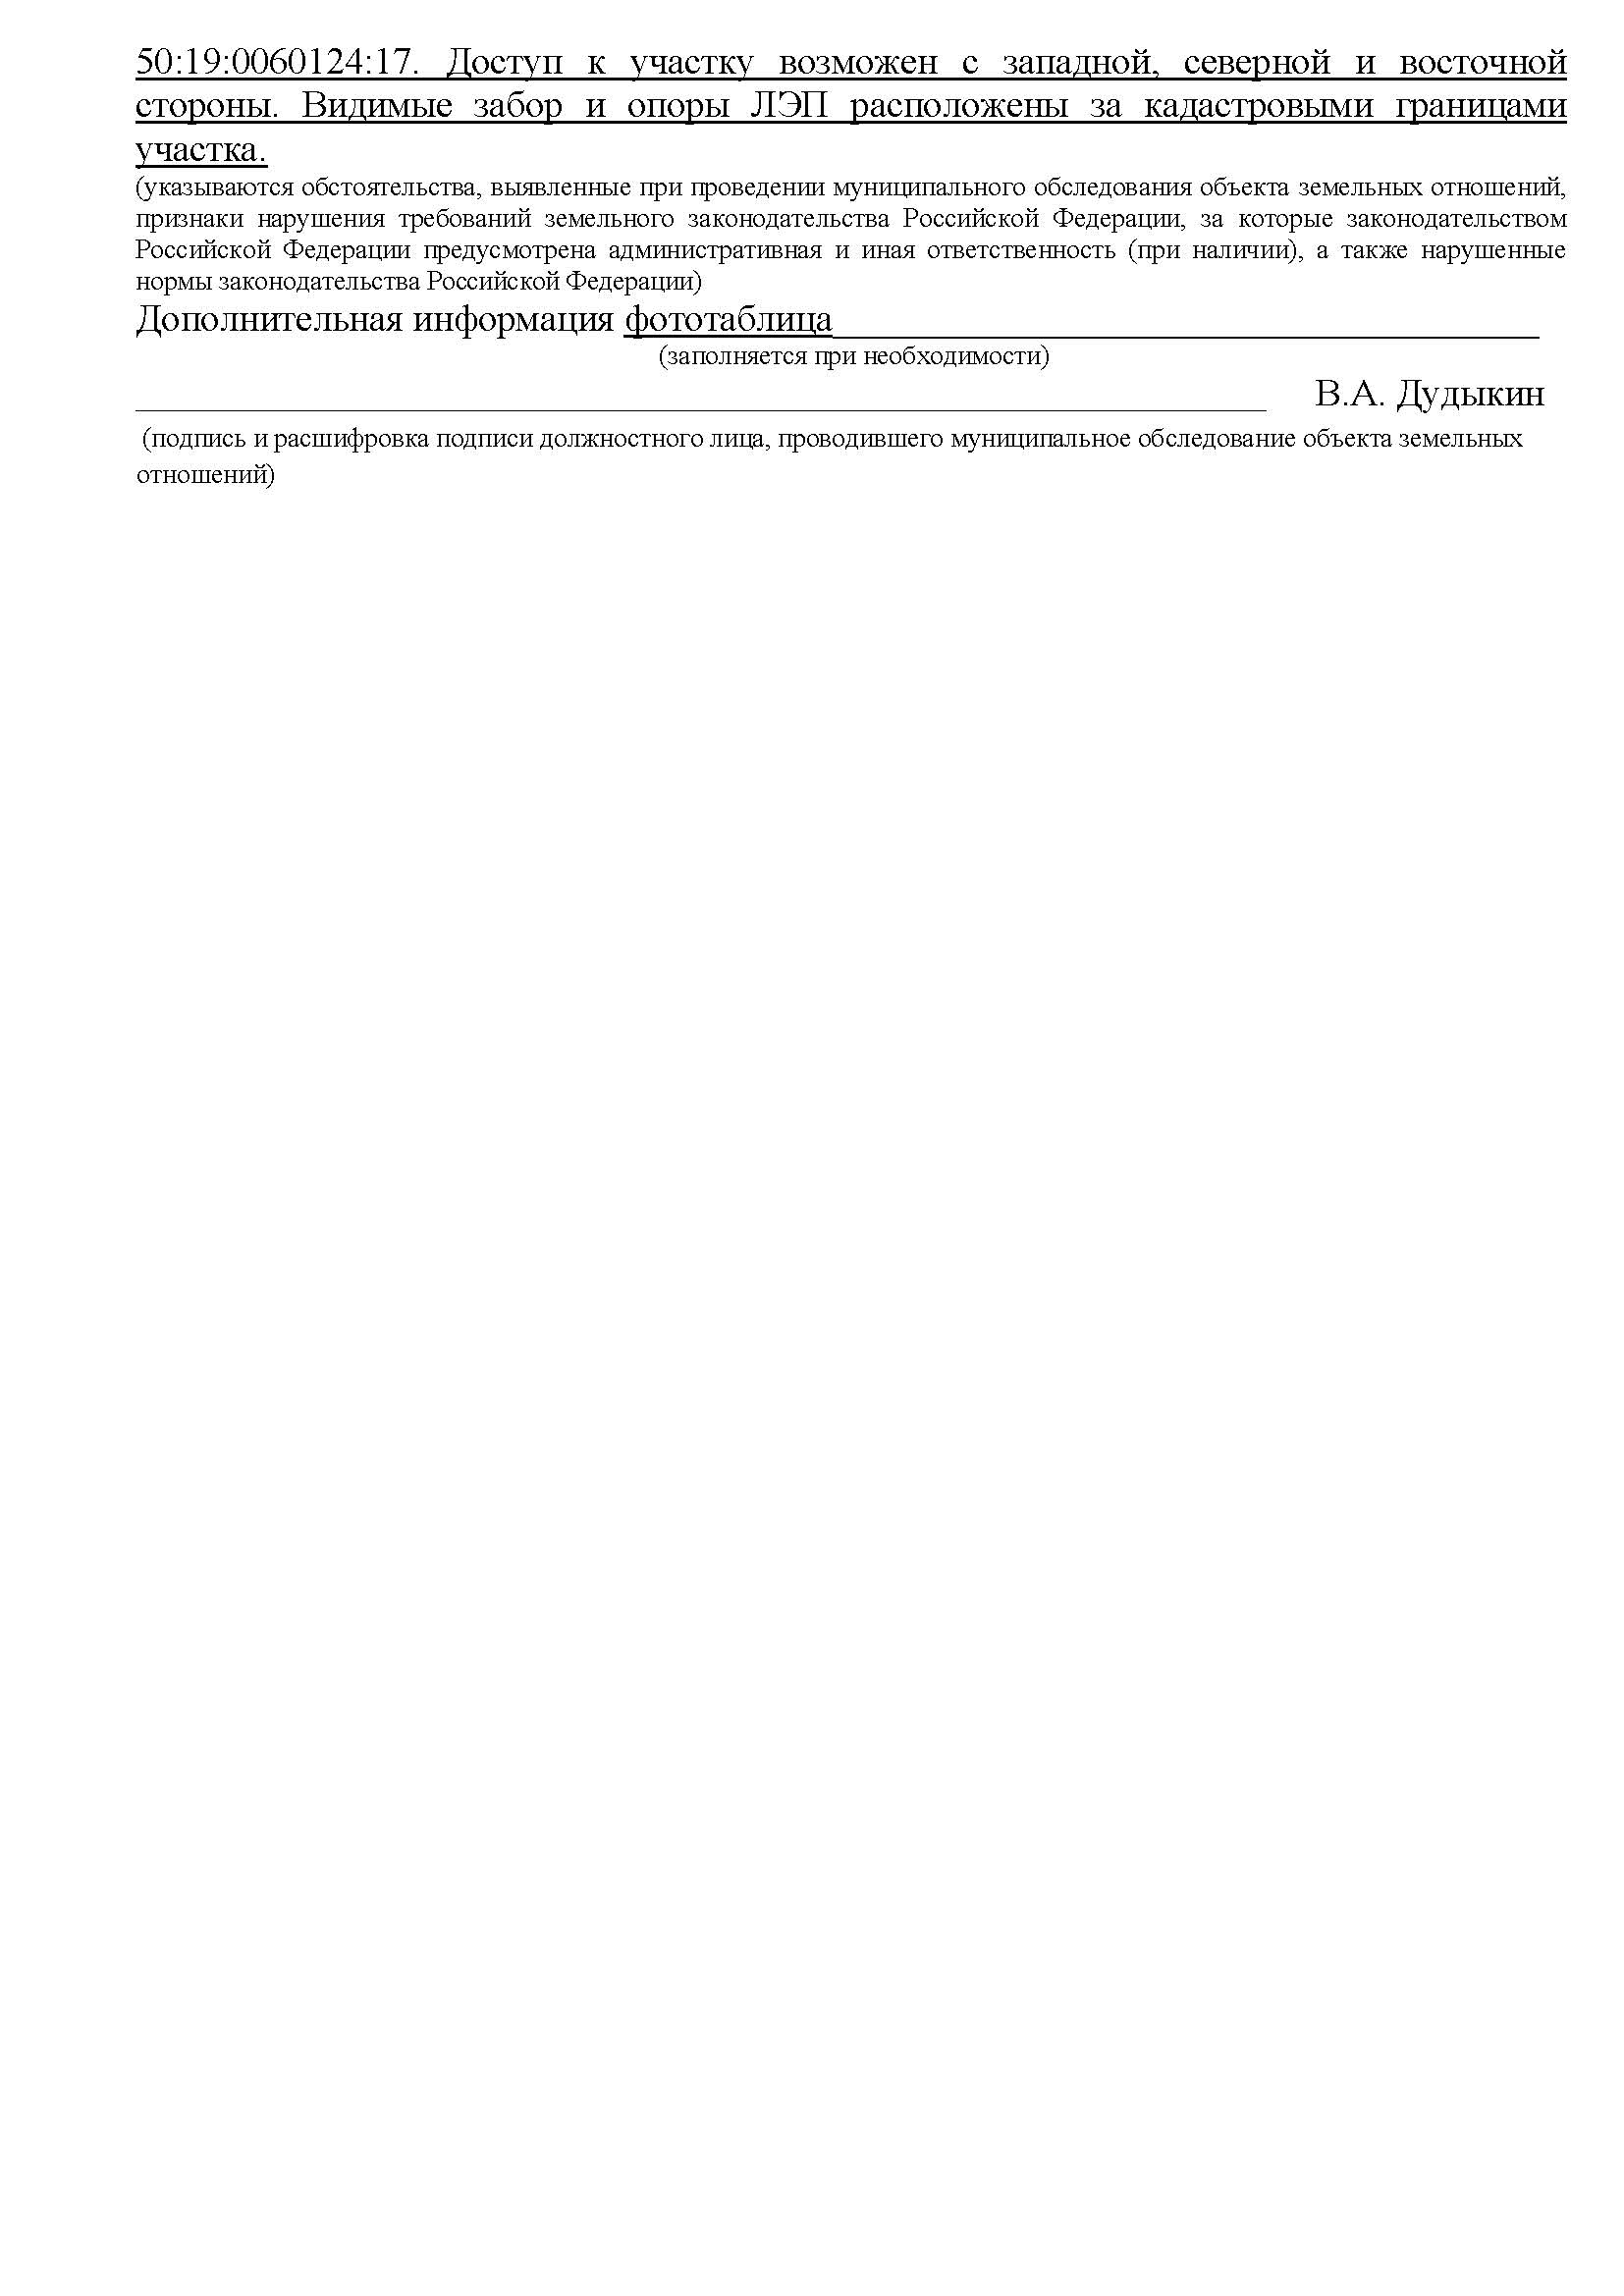 50:19:0060124:17. Доступ к участку возможен с западной, северной и восточной
стороны. Видимые забор и опоры ЛЭП расположены за кадастровыми границами
участка.
(указываются обстоятельства, выявленные при проведении муниципального обследования объекта земельных отношений,
признаки нарушения требований земельного законодательства Российской Федерации, за которые законодательством
Российской Федерации предусмотрена административная и иная ответственность (при наличии), а также нарушенные
нормы законодательства Российской Федерации)
Дополнительная информация фототаблица
(заполняется при необходимости)
В.А. Дудыкин
(подпись и расшифровка подписи должностного лица, проводившего муниципальное обследование объекта земельных
отношений)